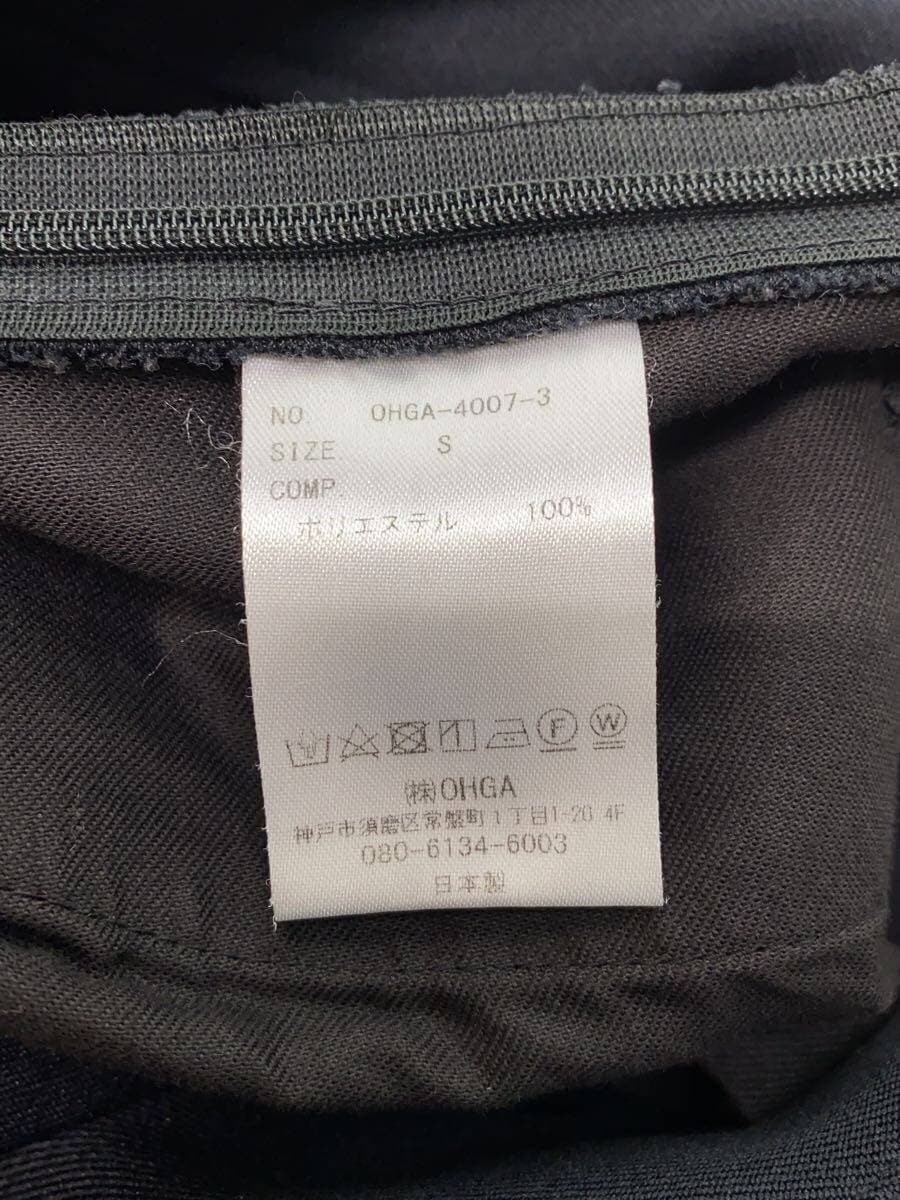 NO. OHGA-4007-3
SIZE S
COMP.
ポリエステル 100%
F W
㈱OHGA
神戸市須磨区常盤町1丁目1-20 4F
080-6134-6003
日本製